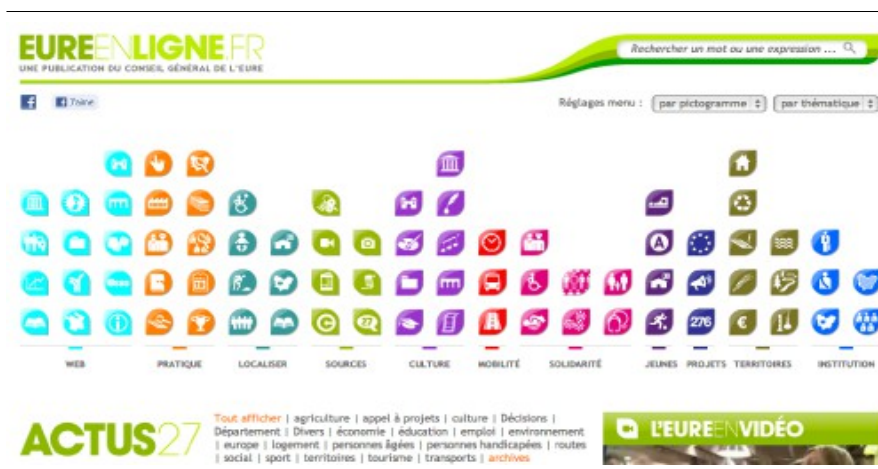 EUREENLIGNE.FR
UNE PUBLICATION DU CONSEIL GÉNÉRAL DE L'EURE
Rechercher un mot ou une expression ...
J'aime
Réglages menu : par pictogramme par thématique
A
276
€
WEB PRATIQUE LOCALISER SOURCES CULTURE MOBILITÉ SOLIDARITÉ JEUNES PROJETS TERRITOIRES INSTITUTION
ACTUS27
Tout afficher | agriculture | appel à projets | culture | Décisions |
Département | Divers | économie | éducation | emploi | environnement
| europe | logement | personnes âgées | personnes handicapées | routes
| social | sport | territoires | tourisme | transports | archives
L'EUREENVIDÉO